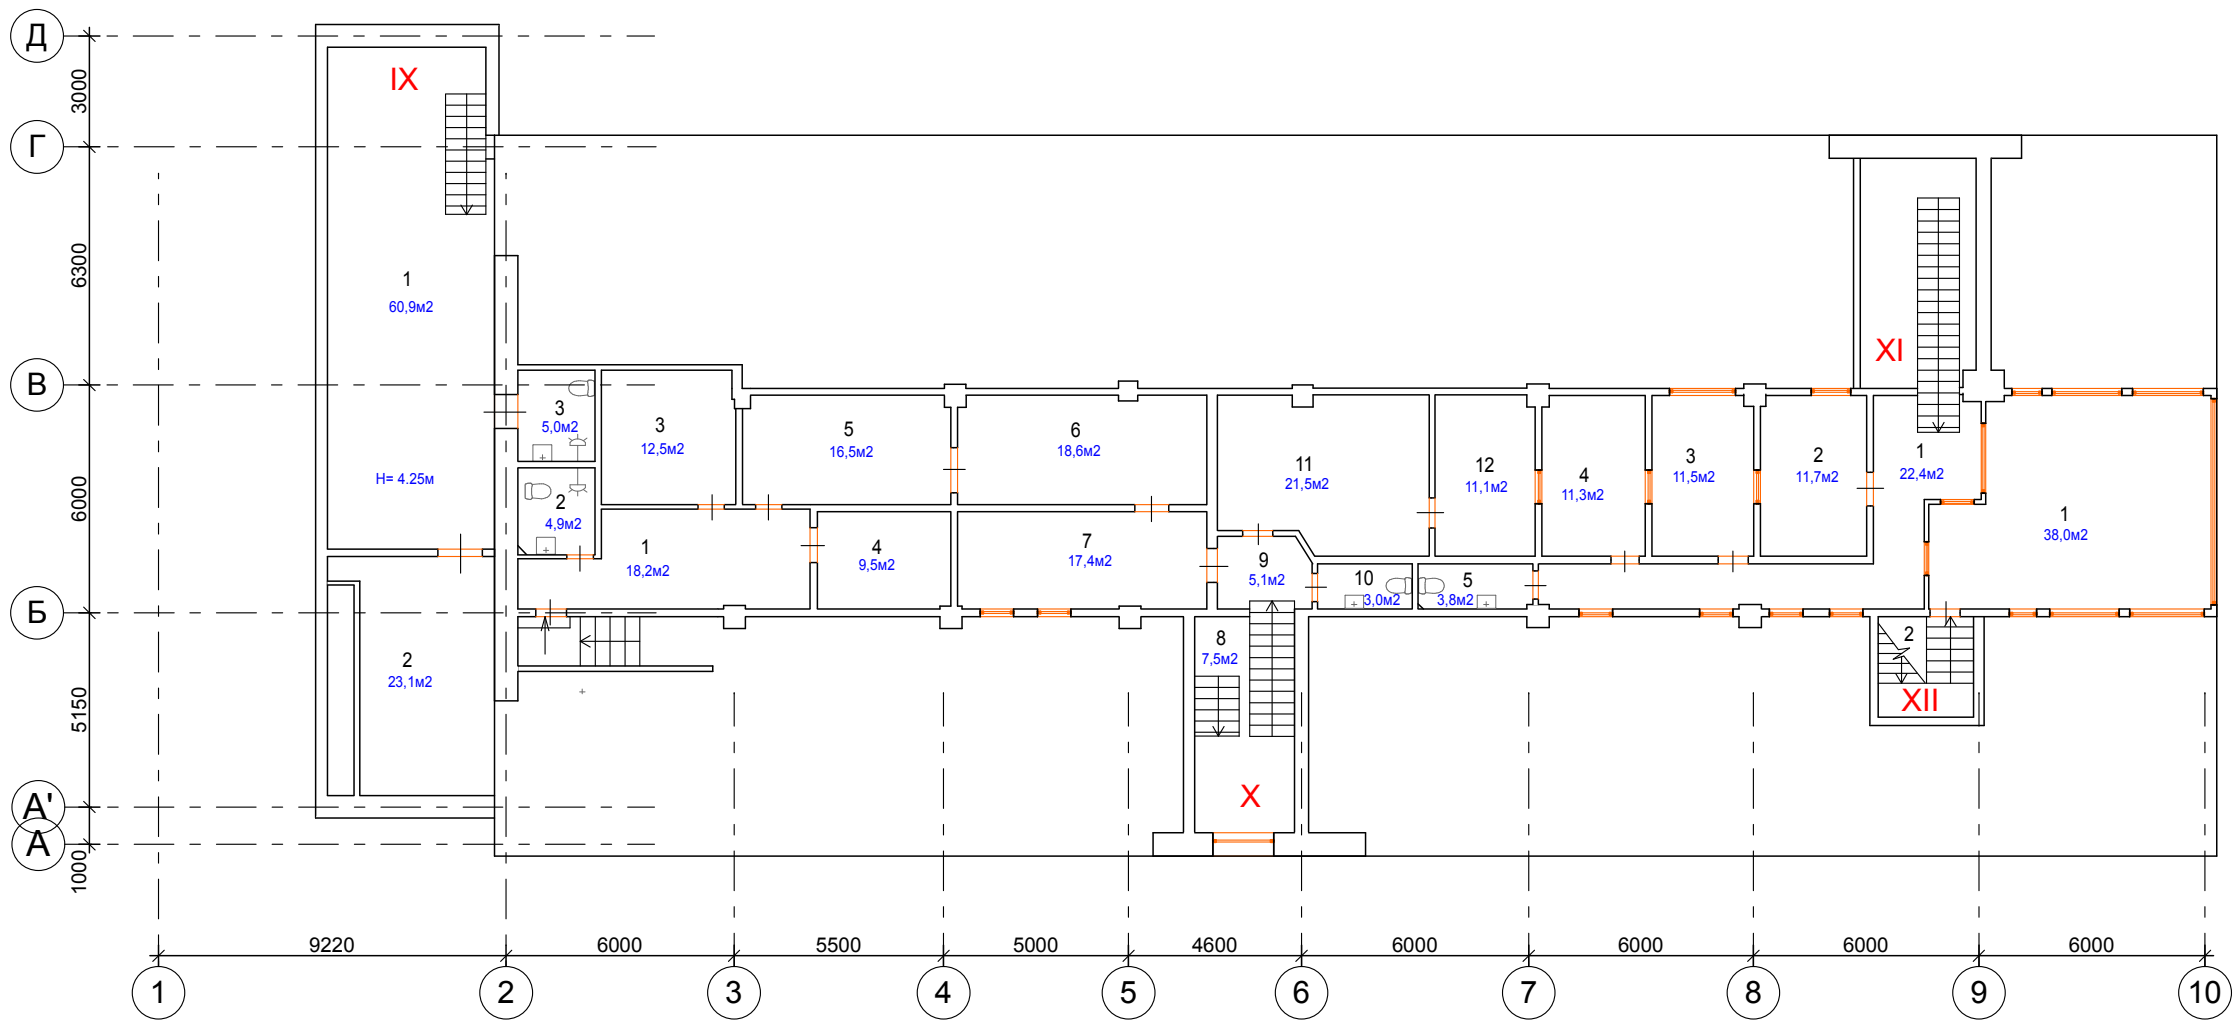 Д
3000
IX
Г
6300
1
60,9м2
XI
В
3
5,0м2
3
12,5м2
5
16,5м2
6
18,6м2
11
21,5м2
12
11,1м2
4
11,3м2
3
11,5м2
2
11,7м2
1
22,4м2
H= 4.25м
6000
2
4,9м2
1
18,2м2
4
9,5м2
7
17,4м2
9
5,1м2
10
3,0м2
5
3,8м2
1
38,0м2
Б
2
23,1м2
8
7,5м2
2
XII
5150
X
А'
А
1000
9220 6000 5500 5000 4600 6000 6000 6000 6000
1 2 3 4 5 6 7 8 9 10